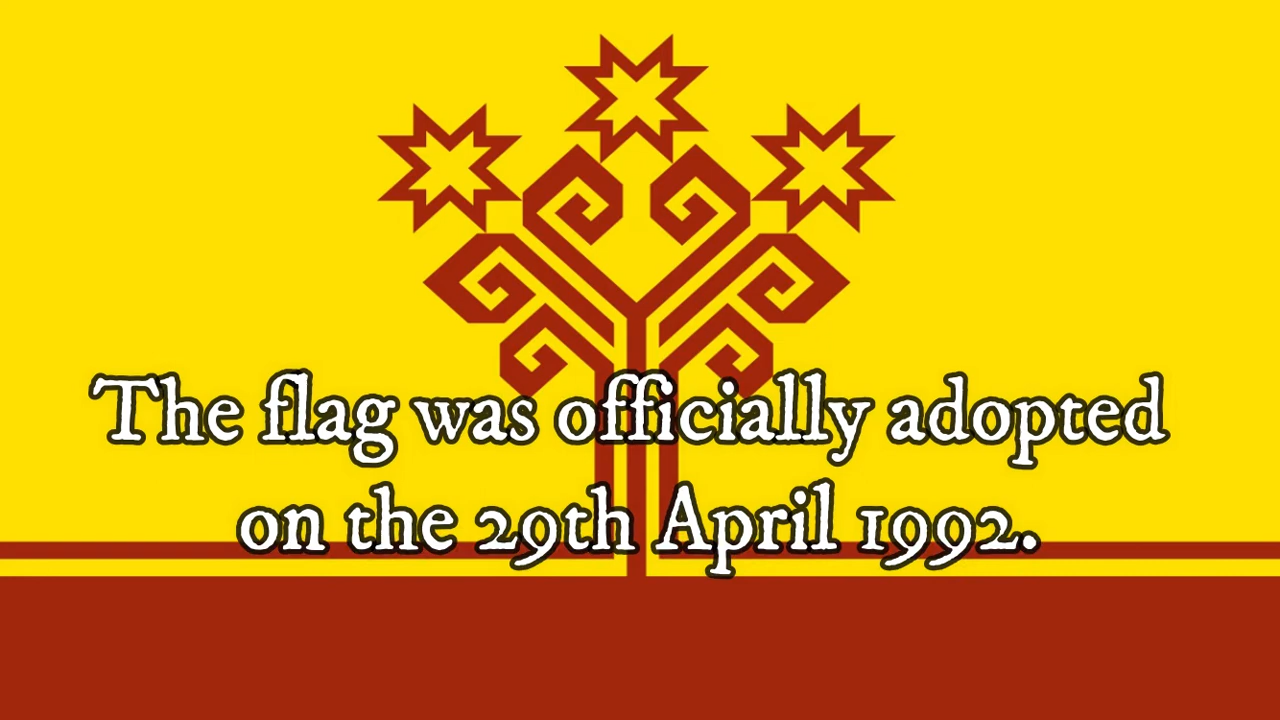 The flag was officially adopted
on the 29th April 1992.